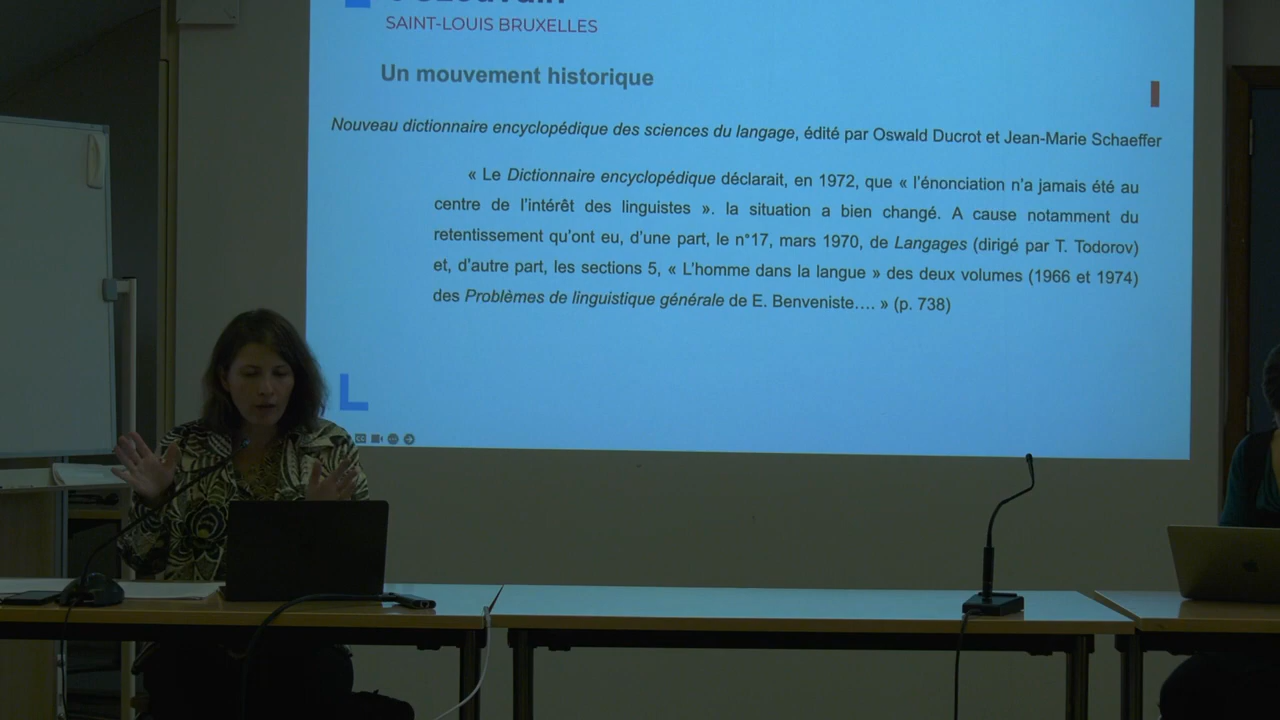 SAINT-LOUIS BRUXELLES
Un mouvement historique
Nouveau dictionnaire encyclopédique des sciences du langage, édité par Oswald Ducrot et Jean-Marie Schaeffer
« Le Dictionnaire encyclopédique déclarait, en 1972, que « l'énonciation n'a jamais été au
centre de l'intérêt des linguistes ». la situation a bien changé. A cause notamment du
retentissement qu'ont eu, d'une part, le n°17, mars 1970, de Langages (dirigé par T. Todorov)
et, d'autre part, les sections 5, « L'homme dans la langue » des deux volumes (1966 et 1974)
des Problèmes de linguistique générale de E. Benveniste.... » (p. 738)